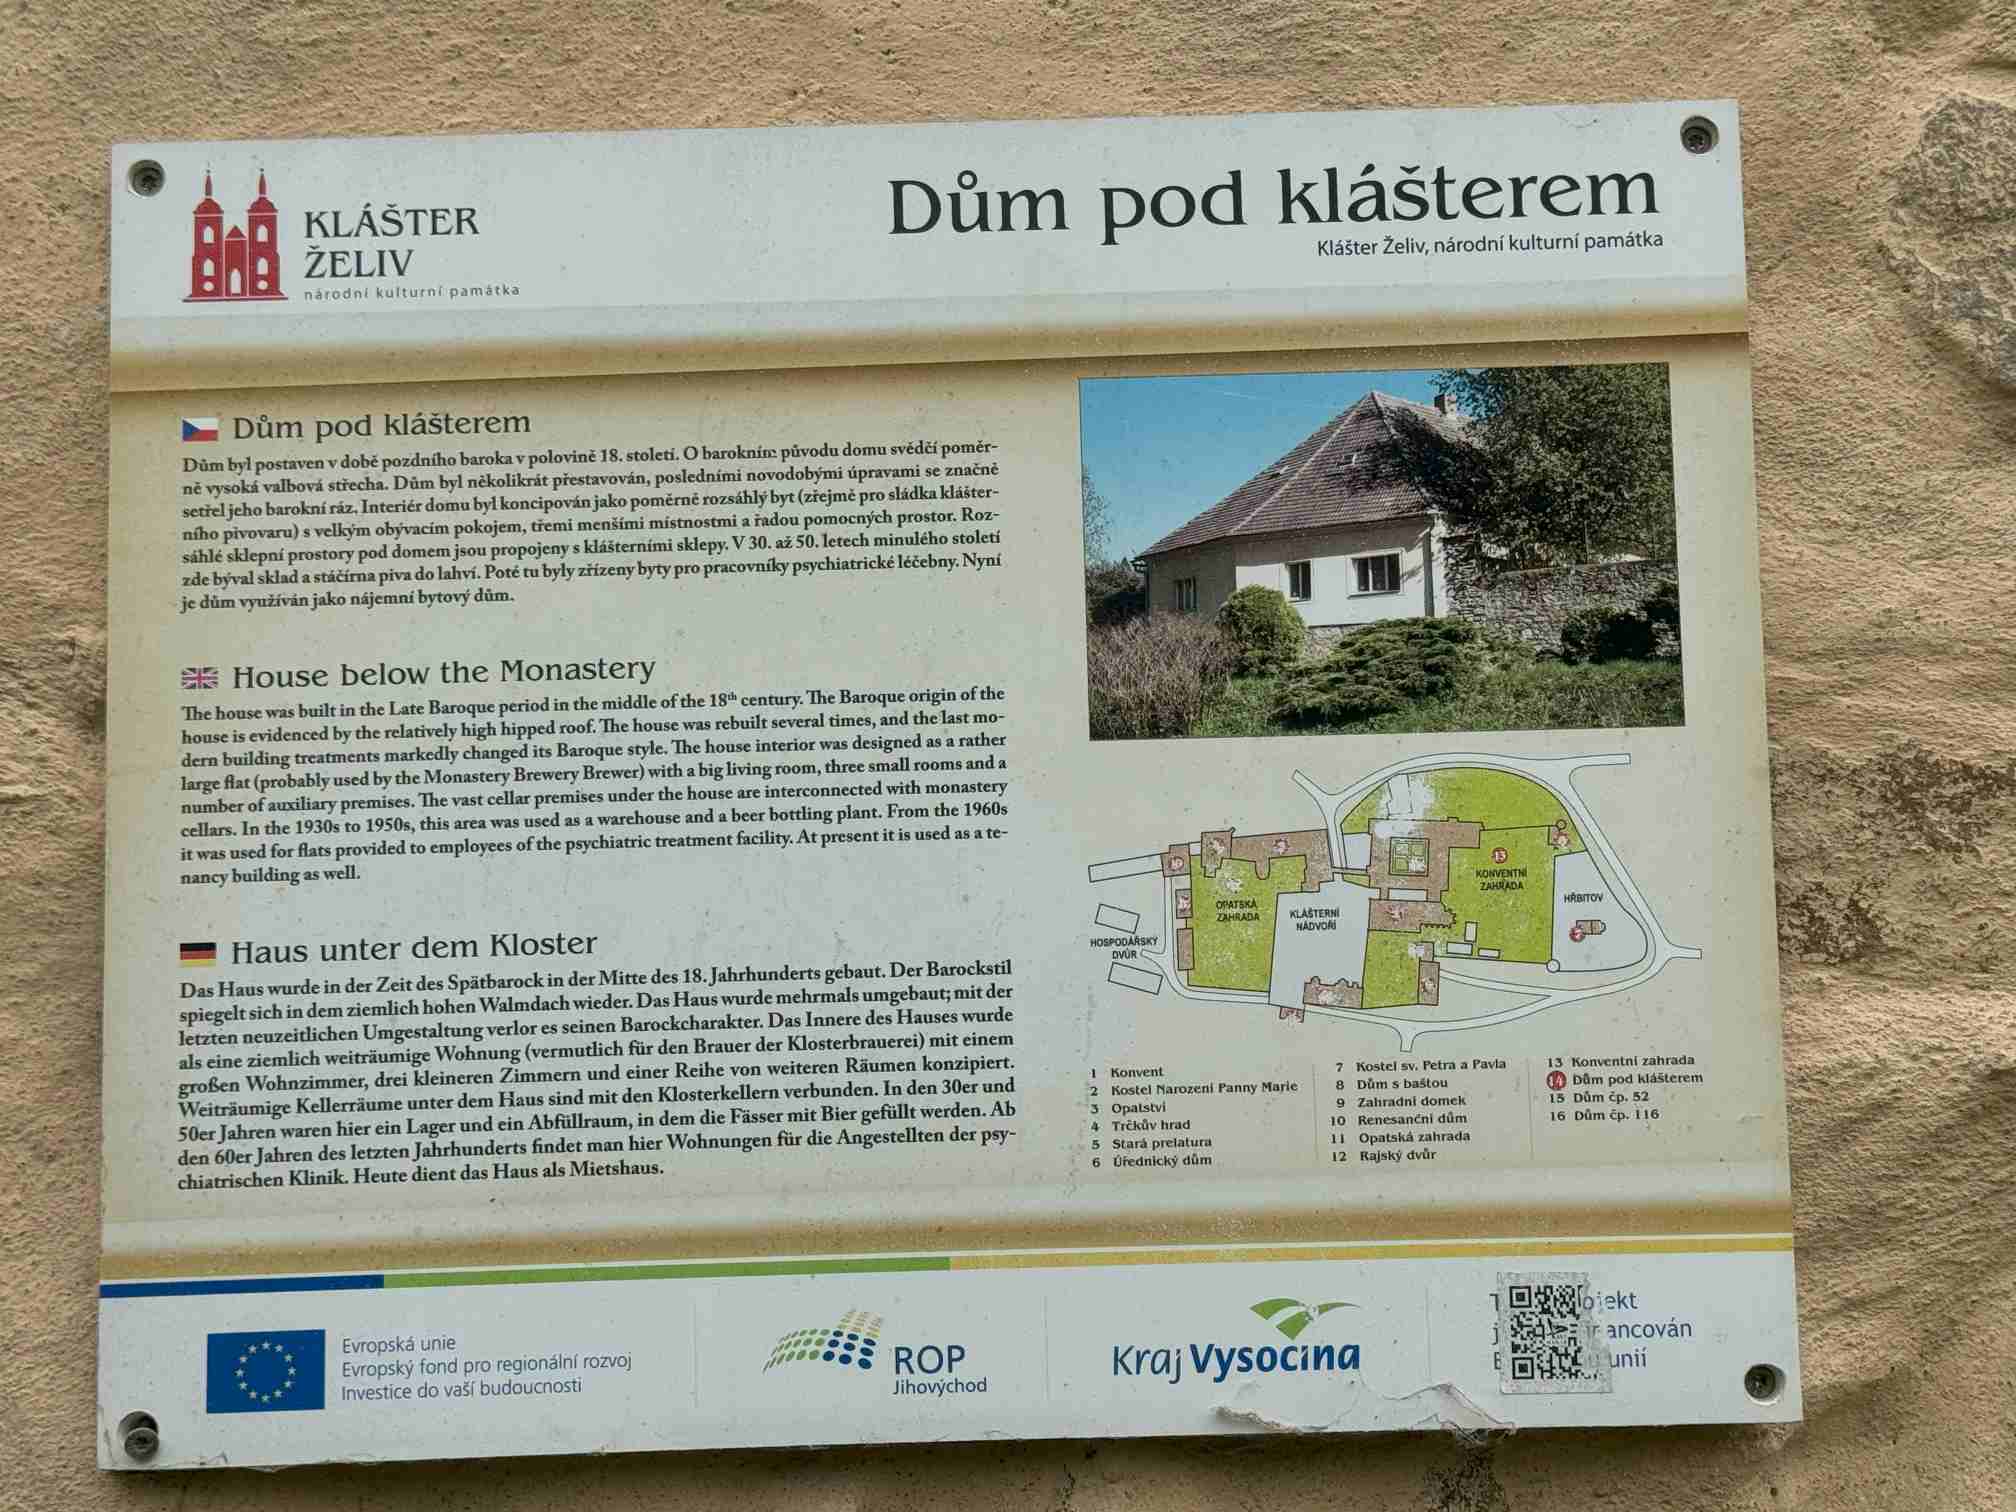 KLÁŠTER
ŽELIV
národní kulturní památka
Dům pod klášterem
Klášter Želiv, národní kulturní památka
Dům pod klášterem
Dům byl postaven v době pozdního baroka v polovině 18. století. O barokním původu domu svědčí poměr-
ně vysoká valbová střecha. Dům byl několikrát přestavován, posledními novodobými úpravami se značně
setřel jeho barokní ráz. Interiér domu byl koncipován jako poměrně rozsáhlý byt (zřejmě pro sládka klášter-
ního pivovaru) s velkým obývacím pokojem, třemi menšími místnostmi a řadou pomocných prostor. Roz-
sáhlé sklepní prostory pod domem jsou propojeny s klášterními sklepy. V 30. až 50. letech minulého století
zde býval sklad a stáčírna piva do lahví. Poté tu byly zřízeny byty pro pracovníky psychiatrické léčebny. Nyní
je dům využíván jako nájemní bytový dům.
House below the Monastery
The house was built in the Late Baroque period in the middle of the 18th century. The Baroque origin of the
house is evidenced by the relatively high hipped roof. The house was rebuilt several times, and the last mo-
dern building treatments markedly changed its Baroque style. The house interior was designed as a rather
large flat (probably used by the Monastery Brewery Brewer) with a big living room, three small rooms and a
number of auxiliary premises. The vast cellar premises under the house are interconnected with monastery
cellars. In the 1930s to 1950s, this area was used as a warehouse and a beer bottling plant. From the 1960s
it was used for flats provided to employees of the psychiatric treatment facility. At present it is used as a te-
nancy building as well.
Haus unter dem Kloster
Das Haus wurde in der Zeit des Spätbarock in der Mitte des 18. Jahrhunderts gebaut. Der Barockstil
spiegelt sich in dem ziemlich hohen Walmdach wieder. Das Haus wurde mehrmals umgebaut; mit der
letzten neuzeitlichen Umgestaltung verlor es seinen Barockcharakter. Das Innere des Hauses wurde
als eine ziemlich weiträumige Wohnung (vermutlich für den Brauer der Klosterbrauerei) mit einem
großen Wohnzimmer, drei kleineren Zimmern und einer Reihe von weiteren Räumen konzipiert.
Weiträumige Kellerräume unter dem Haus sind mit den Klosterkellern verbunden. In den 30er und
50er Jahren waren hier ein Lager und ein Abfüllraum, in dem die Fässer mit Bier gefüllt werden. Ab
den 60er Jahren des letzten Jahrhunderts findet man hier Wohnungen für die Angestellten der psy-
chiatrischen Klinik. Heute dient das Haus als Mietshaus.
13
KONVENTNÍ
ZAHRADA
HŘBITOV
OPATSKÁ
ZAHRADA
KLÁŠTERNÍ
NÁDVOŘÍ
HOSPODÁŘSKÝ
DVŮR
1 Konvent
2 Kostel Narození Panny Marie
3 Opatství
4 Trčkův hrad
5 Stará prelatura
6 Úřednický dům
7 Kostel sv. Petra a Pavla
8 Dům s baštou
9 Zahradní domek
10 Renesanční dům
11 Opatská zahrada
12 Rajský dvůr
13 Konventní zahrada
14 Dům pod klášterem
15 Dům čp. 52
16 Dům čp. 116
Evropská unie
Evropský fond pro regionální rozvoj
Investice do vaší budoucnosti
ROP
Jihovýchod
Kraj Vysočina